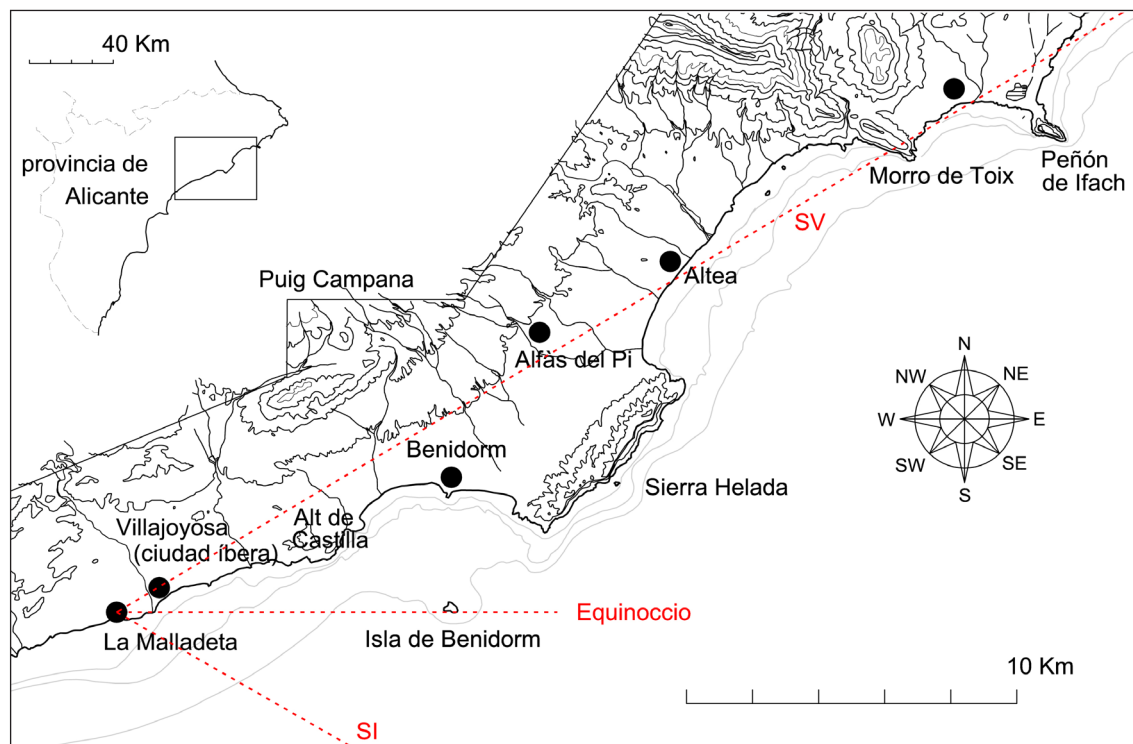 40 Km
provincia de
Alicante
Puig Campana
Morro de Toix
Peñón
de Ifach
SV
Altea
Alfas del Pi
N
NW
NE
W
E
SW
SE
S
Benidorm
Sierra Helada
Villajoyosa
(ciudad íbera)
Alt de
Castilla
La Malladeta
Isla de Benidorm
Equinoccio
10 Km
SI